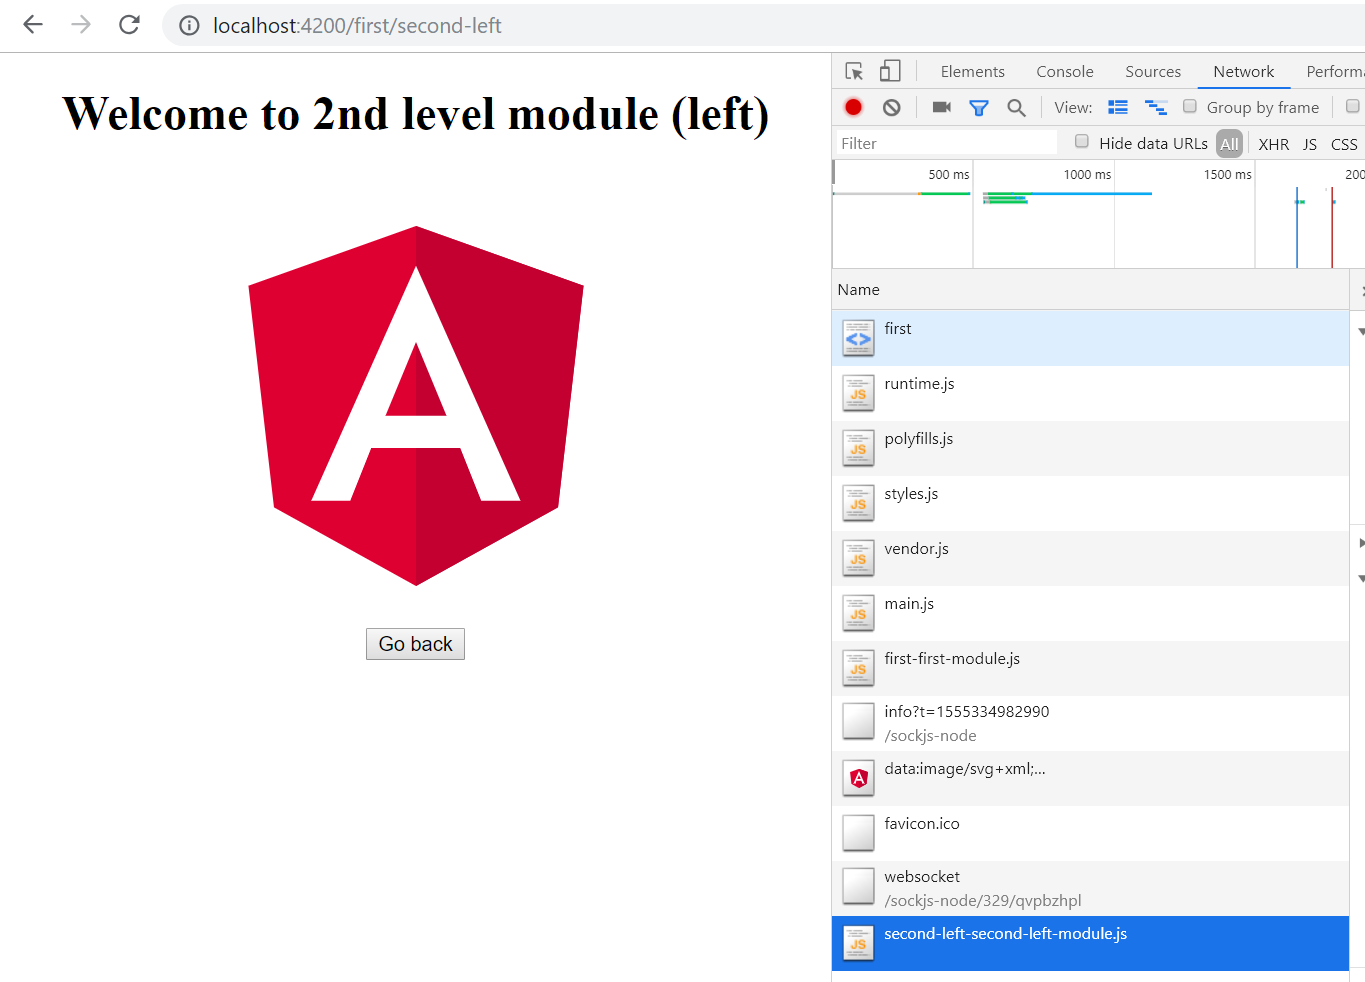 localhost:4200/first/second-left
Welcome to 2nd level module (left)
Go back
Elements Console Sources Network Performa
View: Group by frame
Filter Hide data URLs All XHR JS CSS
500 ms 1000 ms 1500 ms 200
Name
first
runtime.js
polyfills.js
styles.js
vendor.js
main.js
first-first-module.js
info?t=1555334982990
/sockjs-node
data:image/svg+xml;...
favicon.ico
websocket
/sockjs-node/329/qvpbzhpl
second-left-second-left-module.js